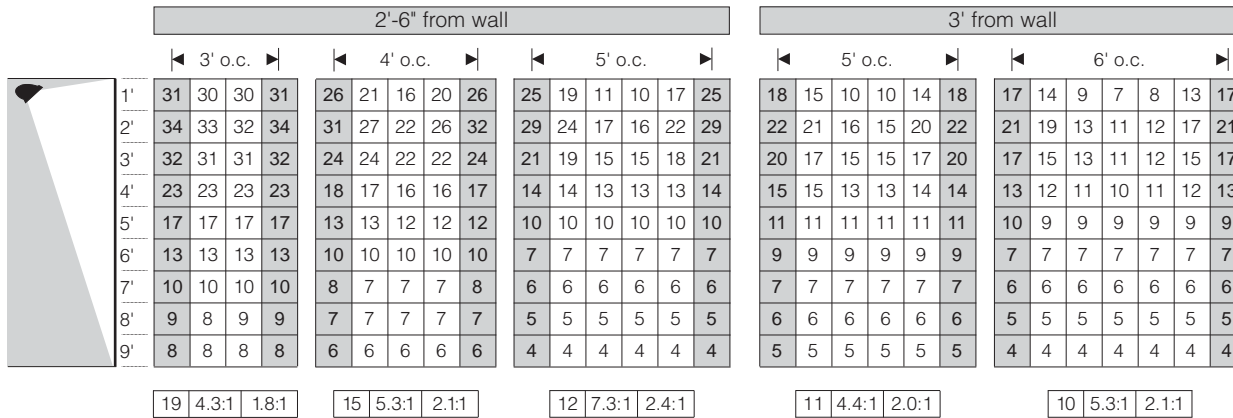 2'-6" from wall 3' from wall
3' o.c. 4' o.c. 5' o.c. 5' o.c. 6' o.c.
1' 31 30 30 31 26 21 16 20 26 25 19 11 10 17 25 18 15 10 10 14 18 17 14 9 7 8 13 17
2' 34 33 32 34 31 27 22 26 32 29 24 17 16 22 29 22 21 16 15 20 22 21 19 13 11 12 17 21
3' 32 31 31 32 24 24 22 22 24 21 19 15 15 18 21 20 17 15 15 17 20 17 15 13 11 12 15 17
4' 23 23 23 23 18 17 16 16 17 14 14 13 13 13 14 15 15 13 13 14 14 13 12 11 10 11 12 13
5' 17 17 17 17 13 13 12 12 12 10 10 10 10 10 10 11 11 11 11 11 11 10 9 9 9 9 9 9
6' 13 13 13 13 10 10 10 10 10 7 7 7 7 7 7 9 9 9 9 9 9 7 7 7 7 7 7 7
7' 10 10 10 10 8 7 7 7 8 6 6 6 6 6 6 7 7 7 7 7 7 6 6 6 6 6 6 6
8' 9 8 9 9 7 7 7 7 7 5 5 5 5 5 5 6 6 6 6 6 6 5 5 5 5 5 5 5
9' 8 8 8 8 6 6 6 6 6 4 4 4 4 4 4 5 5 5 5 5 5 4 4 4 4 4 4 4
19 4.3:1 1.8:1 15 5.3:1 2.1:1 12 7.3:1 2.4:1 11 4.4:1 2.0:1 10 5.3:1 2.1:1